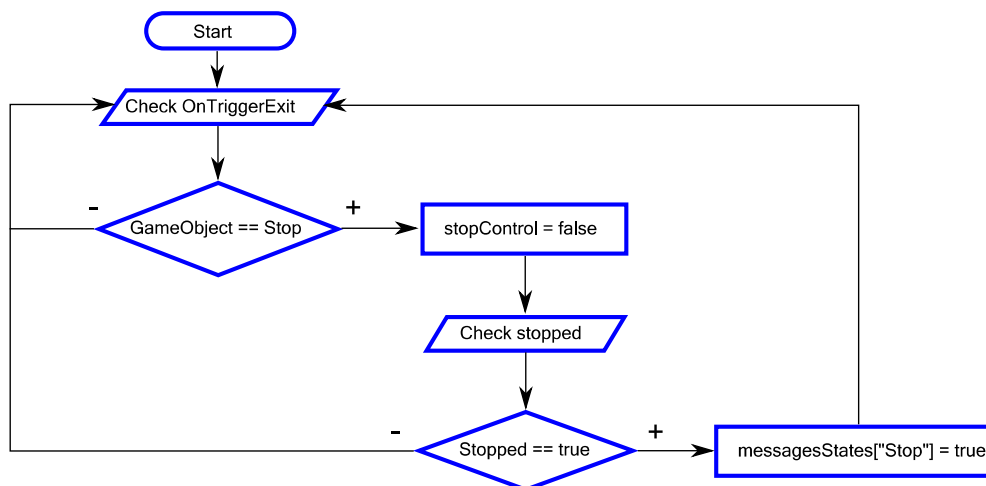 Start
Check OnTriggerExit
-
+
GameObject == Stop
stopControl = false
Check stopped
-
+
Stopped == true
messagesStates["Stop"] = true